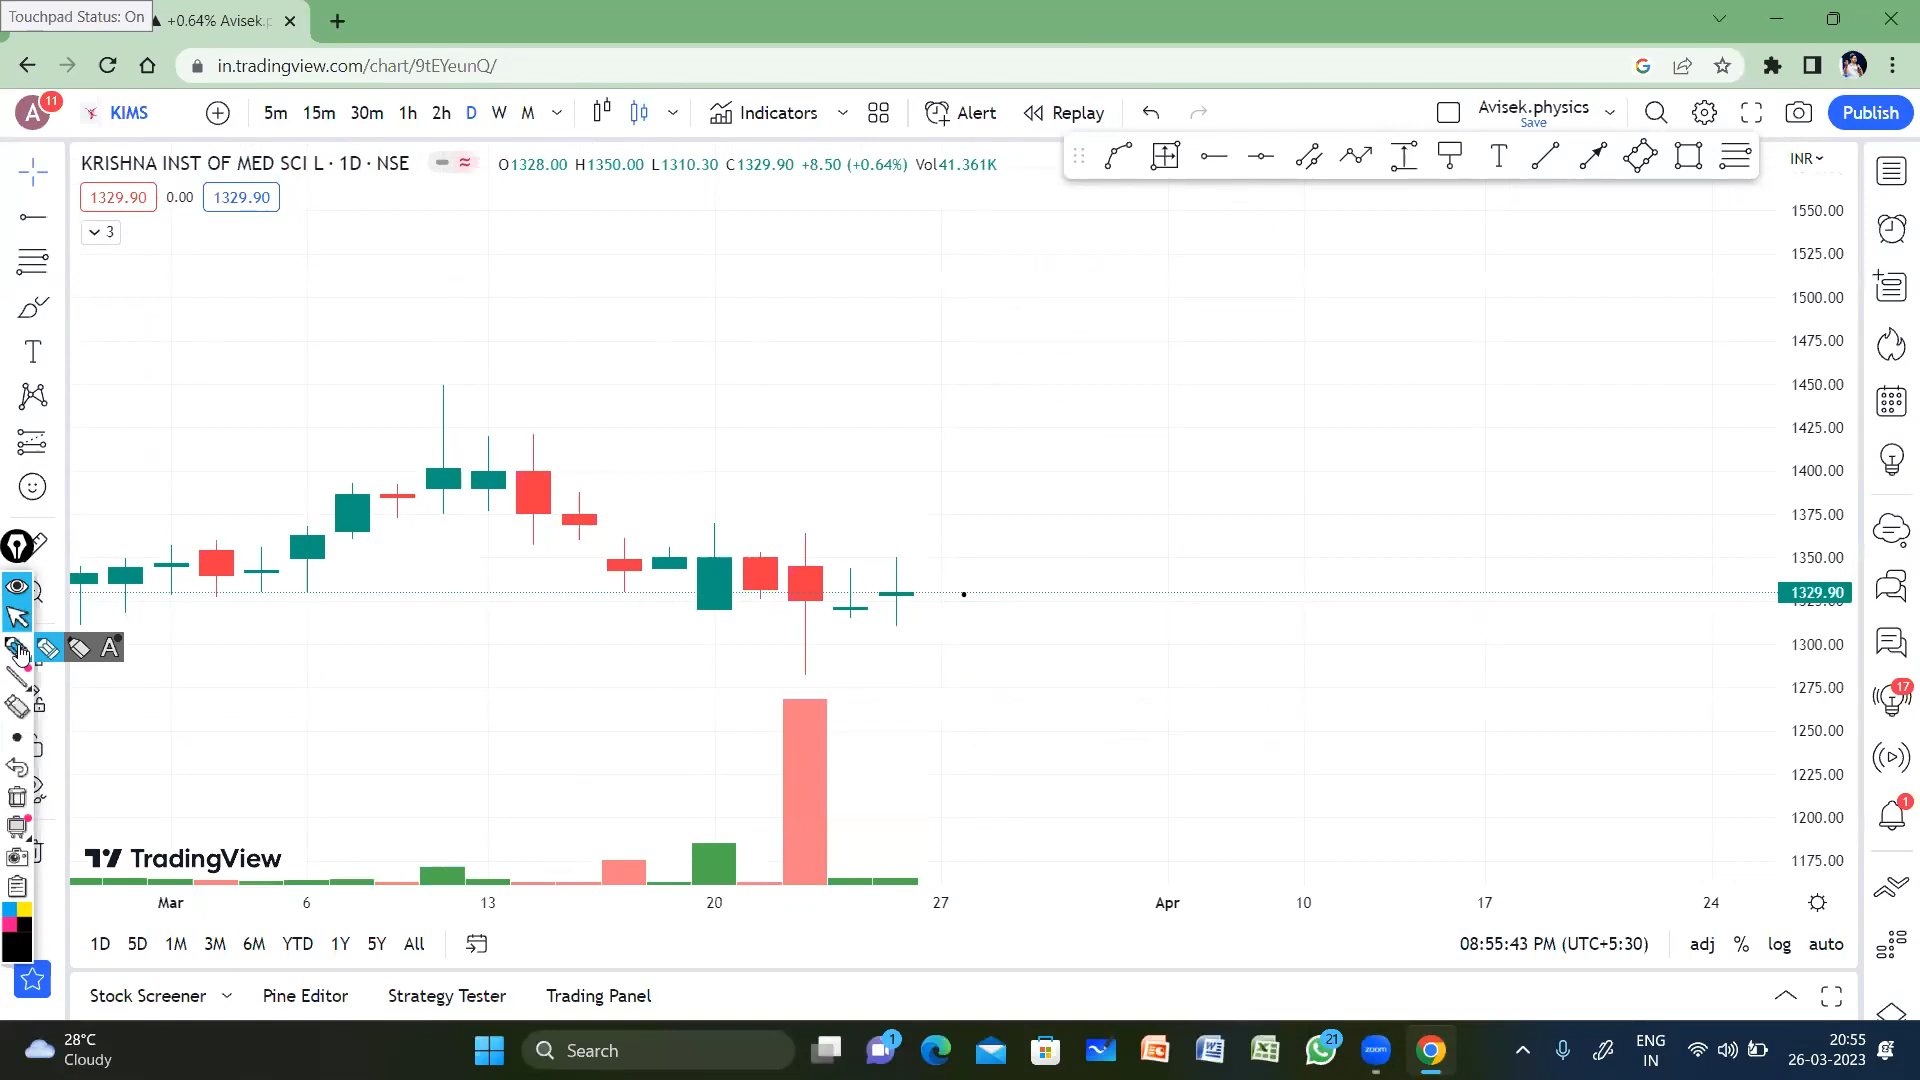 Touchpad Status: On
+0.64% Avisek.p
in.tradingview.com/chart/9tEYeunQ/
A 11 KIMS 5m 15m 30m 1h 2h D W M Indicators Alert Replay Avisek.physics Publish
Save
KRISHNA INST OF MED SCI L · 1D · NSE O1328.00 H1350.00 L1310.30 C1329.90 +8.50 (+0.64%) Vol41.361K
INR
1329.90 0.00 1329.90
3
1550.00
1525.00
1500.00
1475.00
1450.00
1425.00
1400.00
1375.00
1350.00
1329.90
1300.00
1275.00
1250.00
1225.00
1200.00
1175.00
17
1
A
TradingView
Mar 6 13 20 27 Apr 10 17 24
1D 5D 1M 3M 6M YTD 1Y 5Y All 08:55:43 PM (UTC+5:30) adj % log auto
Stock Screener Pine Editor Strategy Tester Trading Panel
28°C
Cloudy
Search
1
21
zoom
ENG
IN
20:55
26-03-2023